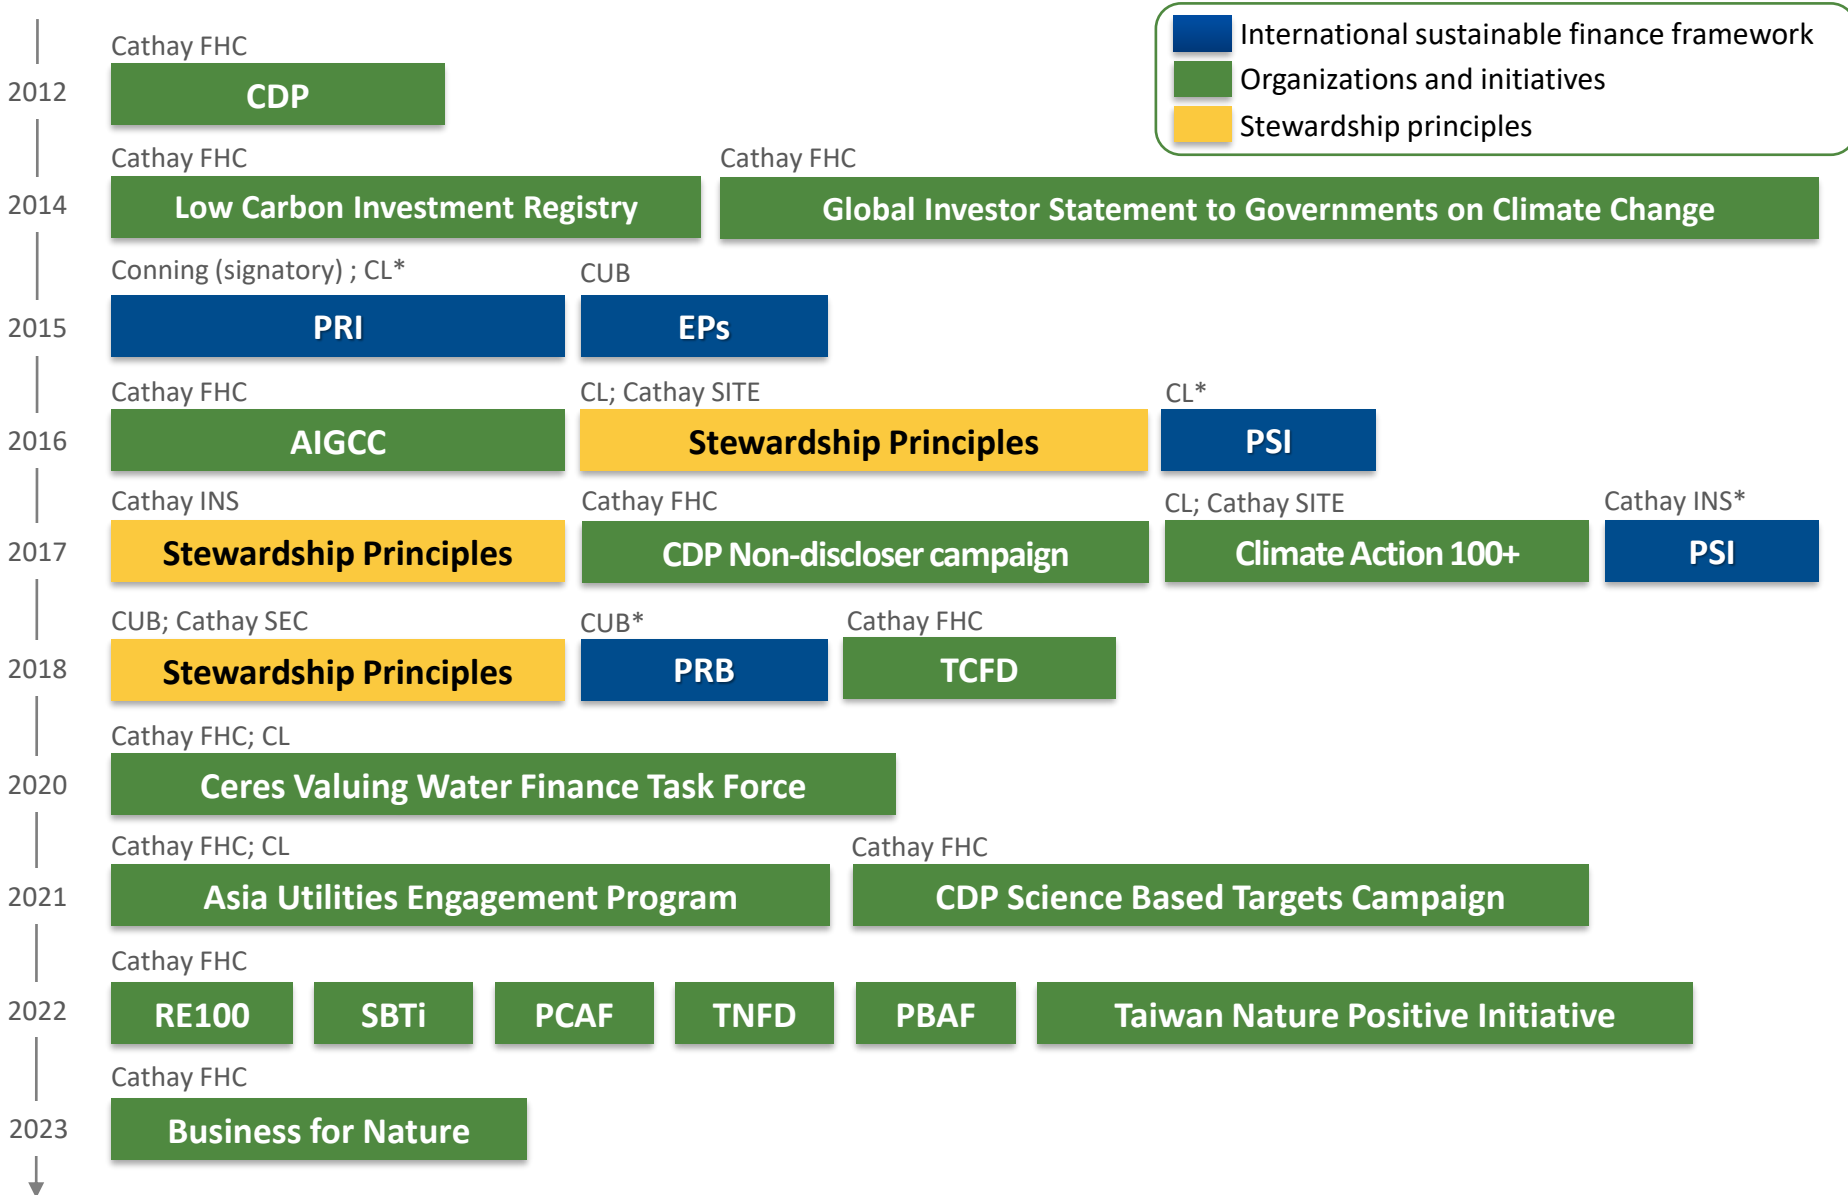 International sustainable finance framework
Organizations and initiatives
Stewardship principles
Cathay FHC
2012
CDP
Cathay FHC
Cathay FHC
2014
Low Carbon Investment Registry
Global Investor Statement to Governments on Climate Change
Conning (signatory) ; CL*
CUB
2015
PRI
EPs
Cathay FHC
CL; Cathay SITE
CL*
2016
AIGCC
Stewardship Principles
PSI
Cathay INS
Cathay FHC
CL; Cathay SITE
Cathay INS*
2017
Stewardship Principles
CDP Non-discloser campaign
Climate Action 100+
PSI
CUB; Cathay SEC
CUB*
Cathay FHC
2018
Stewardship Principles
PRB
TCFD
Cathay FHC; CL
2020
Ceres Valuing Water Finance Task Force
Cathay FHC; CL
Cathay FHC
2021
Asia Utilities Engagement Program
CDP Science Based Targets Campaign
Cathay FHC
2022
RE100
SBTi
PCAF
TNFD
PBAF
Taiwan Nature Positive Initiative
Cathay FHC
2023
Business for Nature